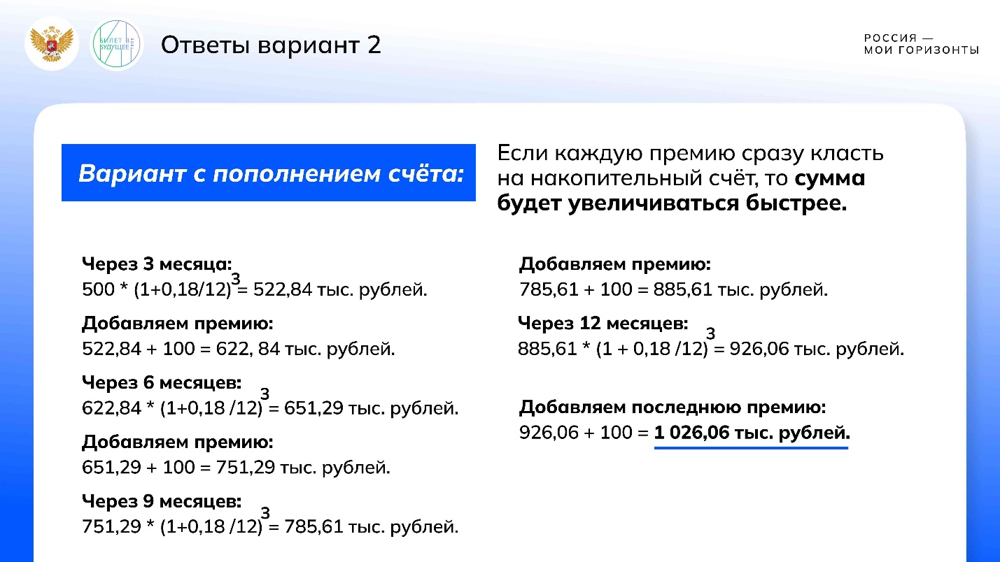 БИЛЕТ В
БУДУЩЕЕ
ТВОЁ
Ответы вариант 2
РОССИЯ —
МОИ ГОРИЗОНТЫ
Вариант с пополнением счёта:
Если каждую премию сразу класть
на накопительный счёт, то сумма
будет увеличиваться быстрее.
Через 3 месяца:
500 * (1+0,18/12)³= 522,84 тыс. рублей.
Добавляем премию:
522,84 + 100 = 622, 84 тыс. рублей.
Через 6 месяцев:
622,84 * (1+0,18 /12)³= 651,29 тыс. рублей.
Добавляем премию:
651,29 + 100 = 751,29 тыс. рублей.
Через 9 месяцев:
751,29 * (1+0,18 /12)³= 785,61 тыс. рублей.
Добавляем премию:
785,61 + 100 = 885,61 тыс. рублей.
Через 12 месяцев:
885,61 * (1 + 0,18 /12)³= 926,06 тыс. рублей.
Добавляем последнюю премию:
926,06 + 100 = 1 026,06 тыс. рублей.